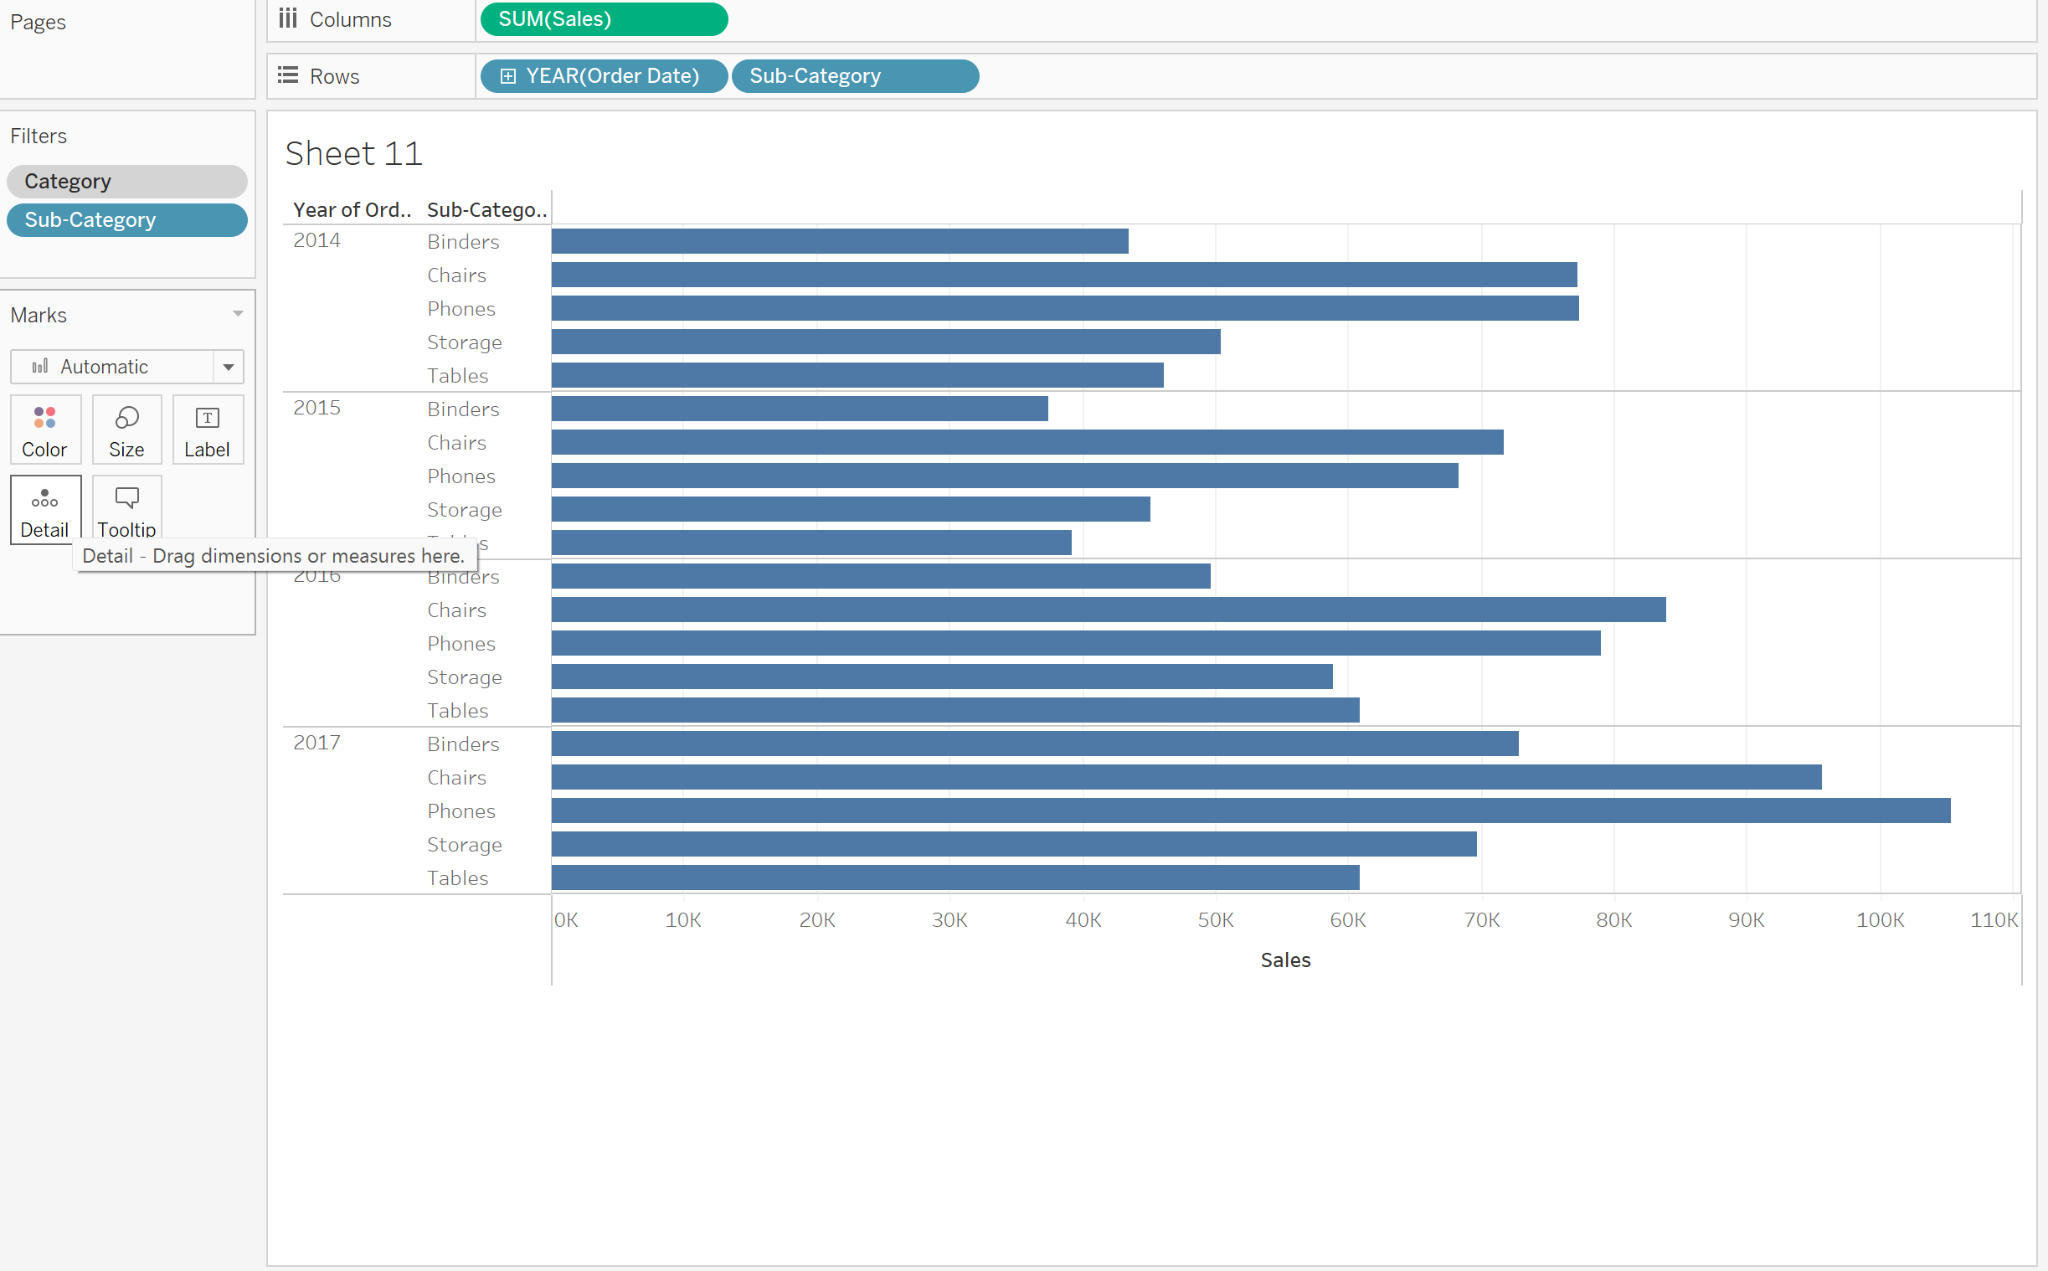 Pages
Columns
SUM(Sales)
Rows
YEAR(Order Date)
Sub-Category
Filters
Category
Sub-Category
Marks
Automatic
Color
Size
T
Label
Detail
Tooltip
Detail - Drag dimensions or measures here.
Sheet 11
Year of Ord.. Sub-Catego..
2014 Binders
Chairs
Phones
Storage
Tables
2015 Binders
Chairs
Phones
Storage
2016 Binders
Chairs
Phones
Storage
Tables
2017 Binders
Chairs
Phones
Storage
Tables
0K 10K 20K 30K 40K 50K 60K 70K 80K 90K 100K 110K
Sales